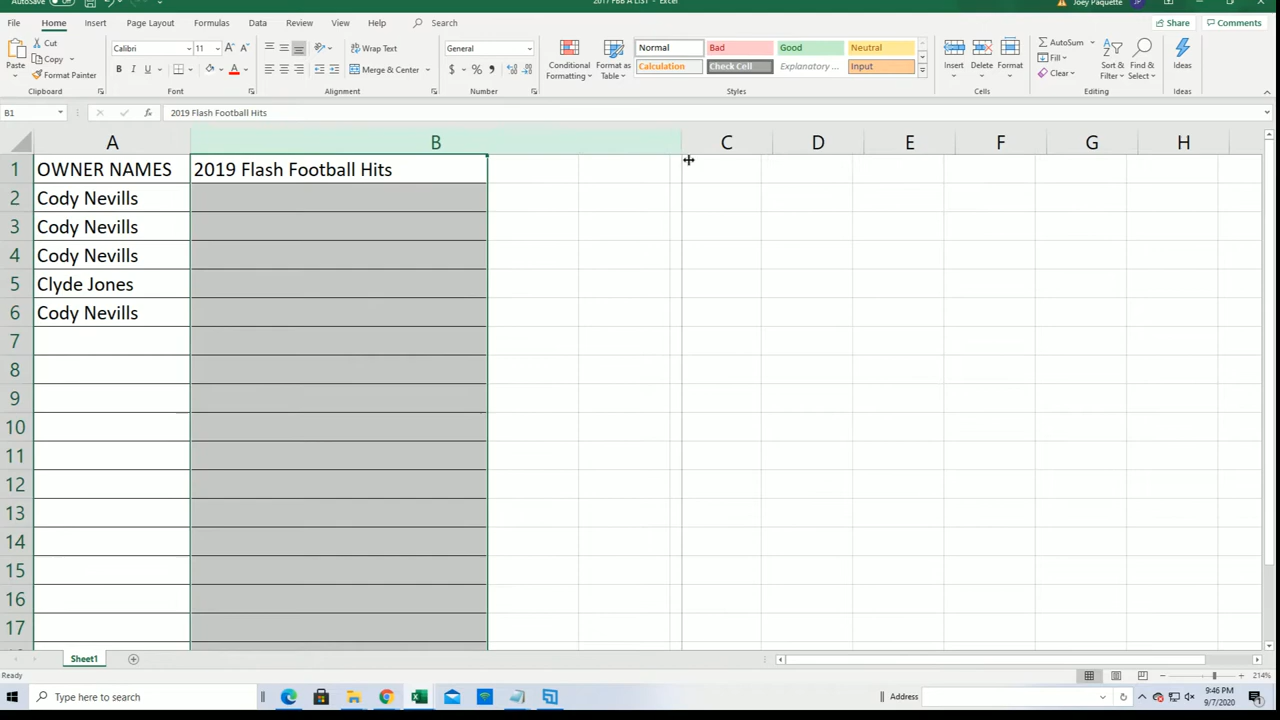 AutoSave
2017 FBB A LIST - Excel
Joey Paquette
JP
File Home Insert Page Layout Formulas Data Review View Help Search
Share Comments
Paste
Cut
Copy
Format Painter
Calibri 11
B I U
Wrap Text
Merge & Center
General
$ % ,
Conditional
Formatting
Format as
Table
Normal Bad Good Neutral
Calculation Check Cell Explanatory ... Input
Insert Delete Format
AutoSum
Fill
Clear
Sort &
Filter
Find &
Select
Ideas
Clipboard Font Alignment Number Styles Cells Editing Ideas
B1 fx 2019 Flash Football Hits
A B C D E F G H
1 OWNER NAMES 2019 Flash Football Hits
2 Cody Nevills
3 Cody Nevills
4 Cody Nevills
5 Clyde Jones
6 Cody Nevills
7
8
9
10
11
12
13
14
15
16
17
Sheet1
Ready
214%
Type here to search
Address
9:46 PM
9/7/2020